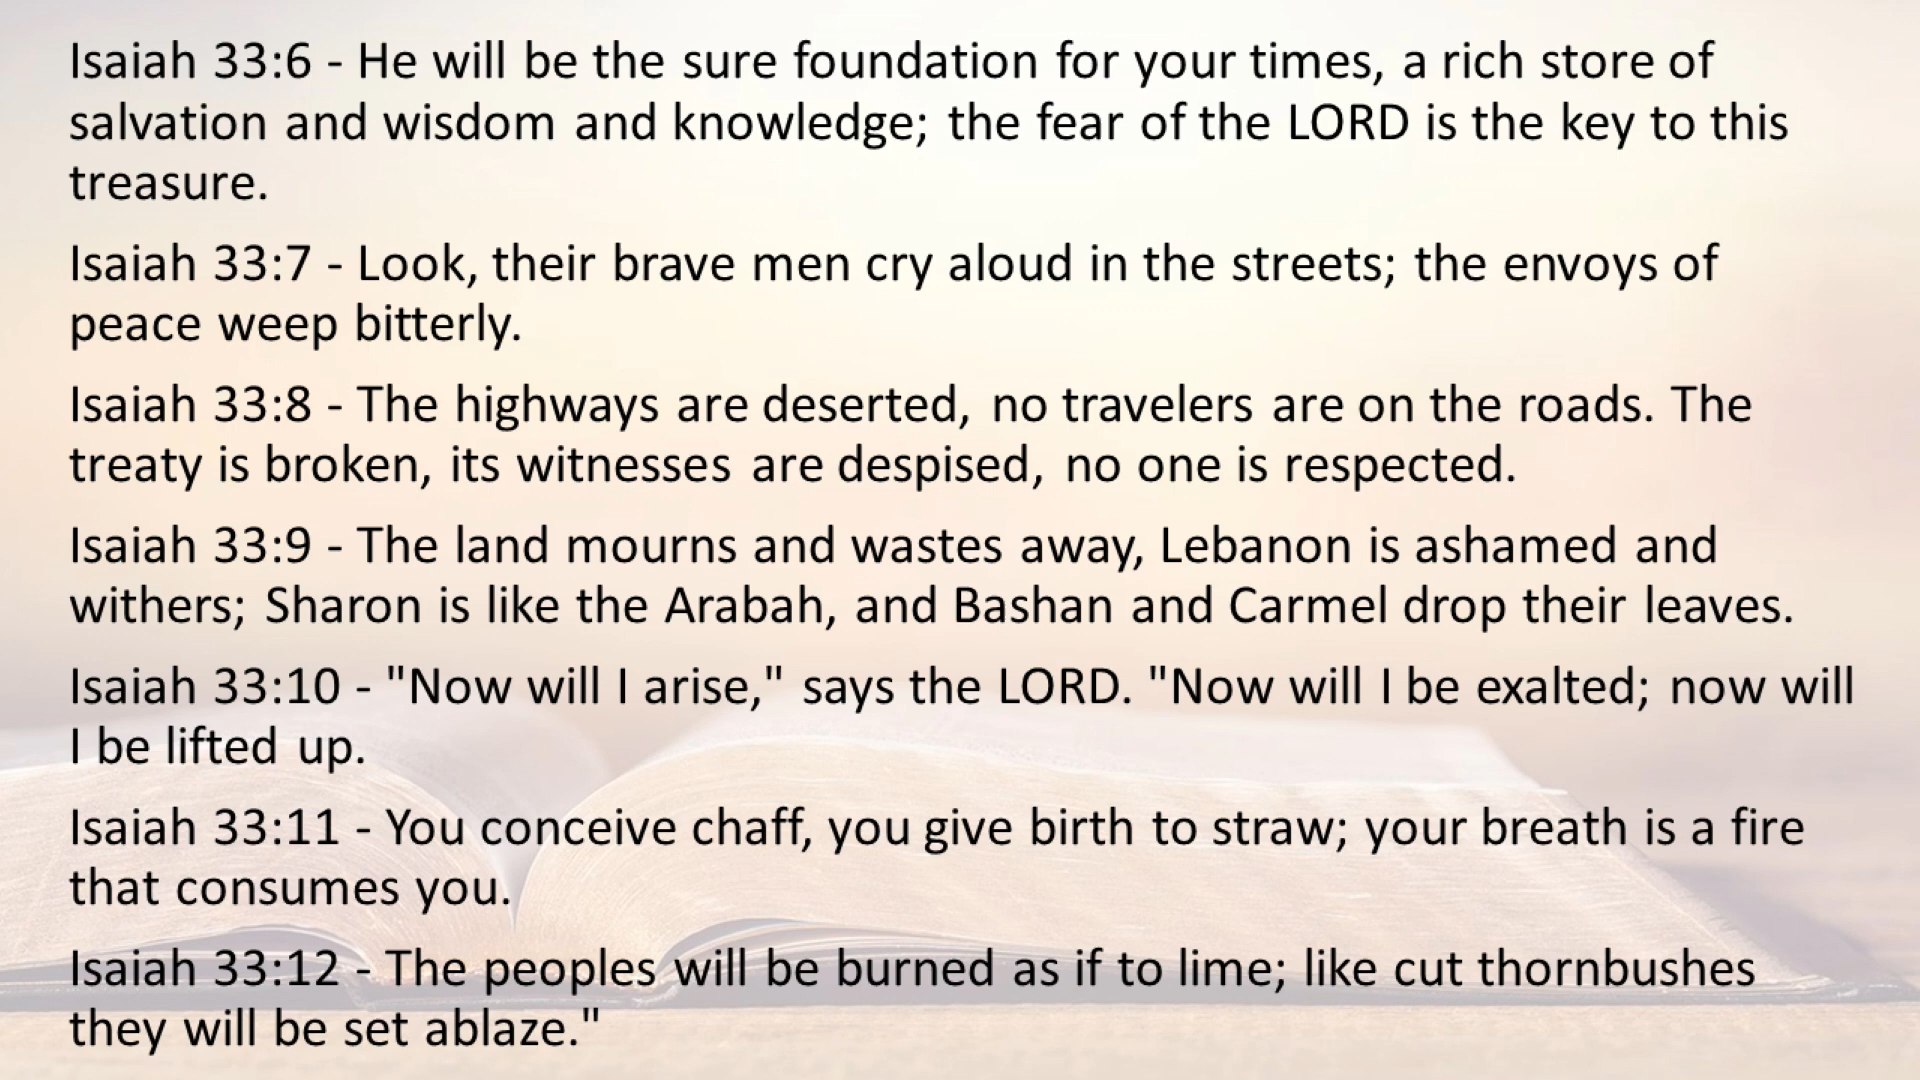 Isaiah 33:6 - He will be the sure foundation for your times, a rich store of
salvation and wisdom and knowledge; the fear of the LORD is the key to this
treasure.
Isaiah 33:7 - Look, their brave men cry aloud in the streets; the envoys of
peace weep bitterly.
Isaiah 33:8 - The highways are deserted, no travelers are on the roads. The
treaty is broken, its witnesses are despised, no one is respected.
Isaiah 33:9 - The land mourns and wastes away, Lebanon is ashamed and
withers; Sharon is like the Arabah, and Bashan and Carmel drop their leaves.
Isaiah 33:10 - "Now will I arise," says the LORD. "Now will I be exalted; now will
I be lifted up.
Isaiah 33:11 - You conceive chaff, you give birth to straw; your breath is a fire
that consumes you.
Isaiah 33:12 - The peoples will be burned as if to lime; like cut thornbushes
they will be set ablaze."